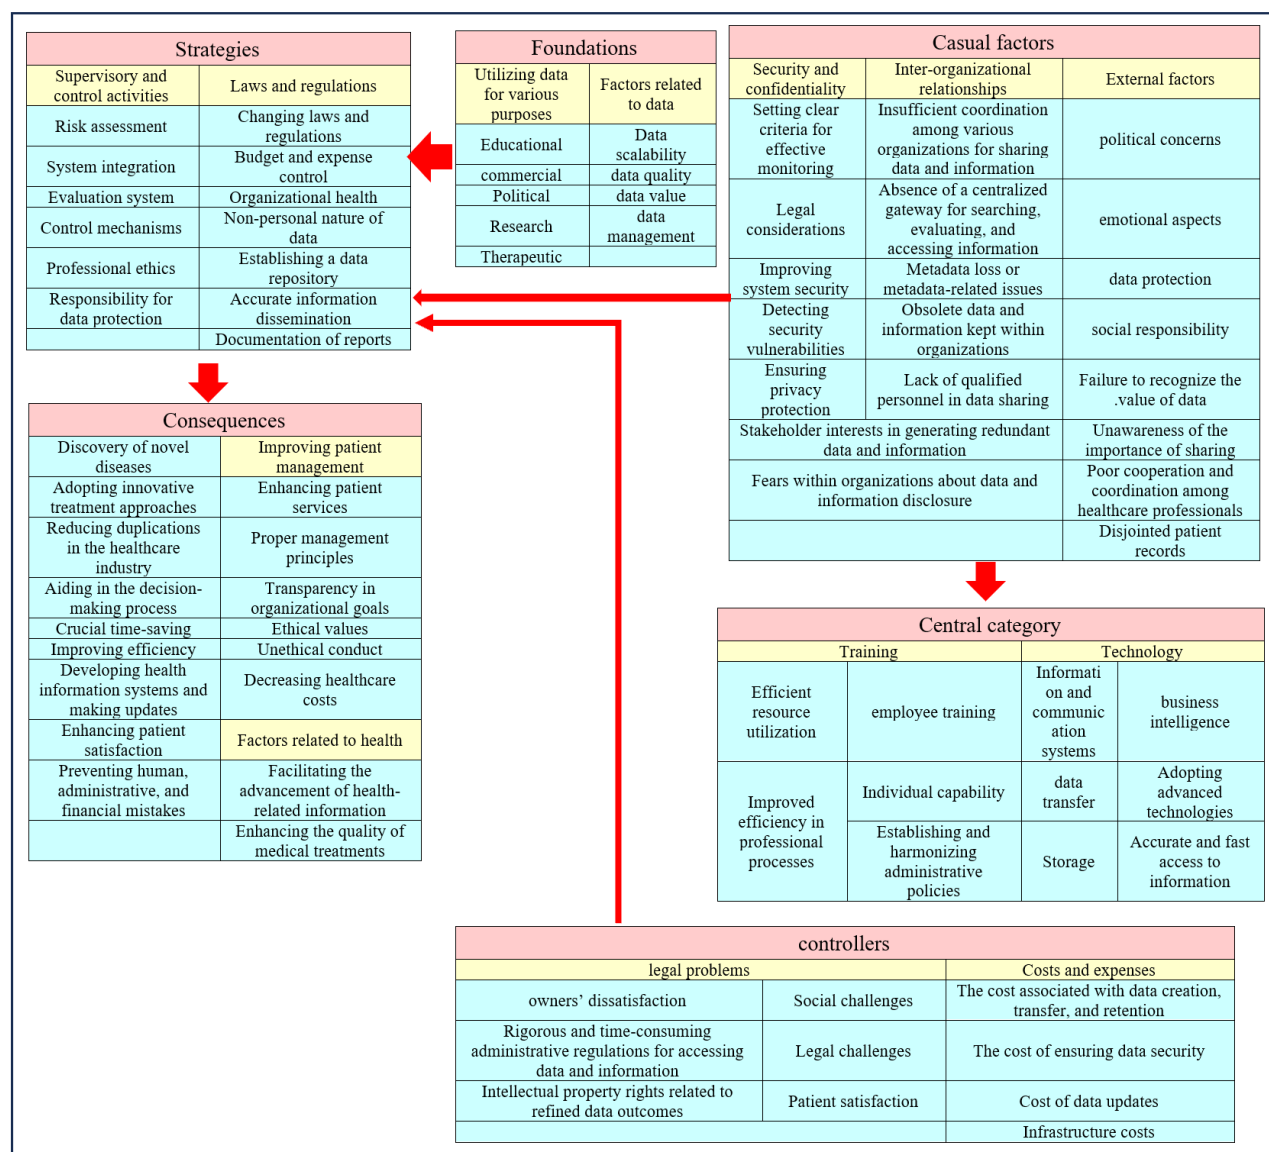 Strategies
Supervisory and
control activities
Laws and regulations
Risk assessment
Changing laws and
regulations
System integration
Budget and expense
control
Evaluation system
Organizational health
Control mechanisms
Non-personal nature of
data
Professional ethics
Establishing a data
repository
Responsibility for
data protection
Accurate information
dissemination
Documentation of reports
Foundations
Utilizing data
for various
purposes
Factors related
to data
Educational
Data
scalability
commercial
data quality
Political
data value
Research
data
management
Therapeutic
Casual factors
Security and
confidentiality
Inter-organizational
relationships
External factors
Setting clear
criteria for
effective
monitoring
Insufficient coordination
among various
organizations for sharing
data and information
political concerns
Legal
considerations
Absence of a centralized
gateway for searching,
evaluating, and
accessing information
emotional aspects
Improving
system security
Metadata loss or
metadata-related issues
data protection
Detecting
security
vulnerabilities
Obsolete data and
information kept within
organizations
social responsibility
Ensuring
privacy
protection
Lack of qualified
personnel in data sharing
Failure to recognize the
.value of data
Stakeholder interests in generating redundant
data and information
Unawareness of the
importance of sharing
Fears within organizations about data and
information disclosure
Poor cooperation and
coordination among
healthcare professionals
Disjointed patient
records
Consequences
Discovery of novel
diseases
Improving patient
management
Adopting innovative
treatment approaches
Enhancing patient
services
Reducing duplications
in the healthcare
industry
Proper management
principles
Aiding in the decision-
making process
Transparency in
organizational goals
Crucial time-saving
Ethical values
Improving efficiency
Unethical conduct
Developing health
information systems and
making updates
Decreasing healthcare
costs
Enhancing patient
satisfaction
Factors related to health
Preventing human,
administrative, and
financial mistakes
Facilitating the
advancement of health-
related information
Enhancing the quality of
medical treatments
Central category
Training
Technology
Efficient
resource
utilization
employee training
Informati
on and
communic
ation
systems
business
intelligence
Improved
efficiency in
professional
processes
Individual capability
data
transfer
Adopting
advanced
technologies
Establishing and
harmonizing
administrative
policies
Storage
Accurate and fast
access to
information
controllers
legal problems
Costs and expenses
owners’ dissatisfaction
Social challenges
The cost associated with data creation,
transfer, and retention
Rigorous and time-consuming
administrative regulations for accessing
data and information
Legal challenges
The cost of ensuring data security
Intellectual property rights related to
refined data outcomes
Patient satisfaction
Cost of data updates
Infrastructure costs